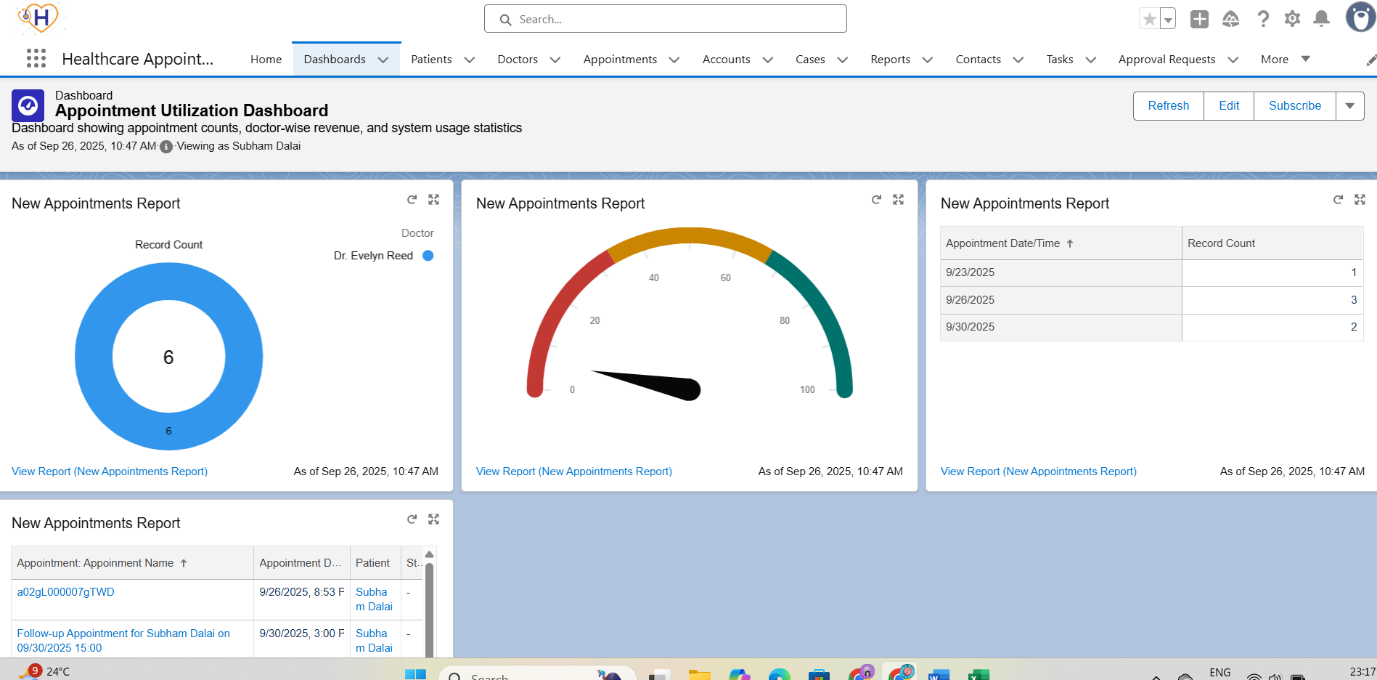 H
Search...
Healthcare Appoint...
Home Dashboards Patients Doctors Appointments Accounts Cases Reports Contacts Tasks Approval Requests More
Dashboard
Appointment Utilization Dashboard
Dashboard showing appointment counts, doctor-wise revenue, and system usage statistics
As of Sep 26, 2025, 10:47 AM·Viewing as Subham Dalai
Refresh Edit Subscribe
New Appointments Report
Record Count
Doctor
Dr. Evelyn Reed
6
6
View Report (New Appointments Report) As of Sep 26, 2025, 10:47 AM
New Appointments Report
0 20 40 60 80 100
View Report (New Appointments Report) As of Sep 26, 2025, 10:47 AM
New Appointments Report
Appointment Date/Time ↑ Record Count
9/23/2025 1
9/26/2025 3
9/30/2025 2
View Report (New Appointments Report) As of Sep 26, 2025, 10:47 AM
New Appointments Report
Appointment: Appoinment Name ↑ Appointment D... Patient St...
a02gL000007gTWD 9/26/2025, 8:53 P Subha
m Dalai -
Follow-up Appointment for Subham Dalai on 9/30/2025, 3:00 P Subha -
09/30/2025 15:00 m Dalai
9 24°C Search ENG 23:17